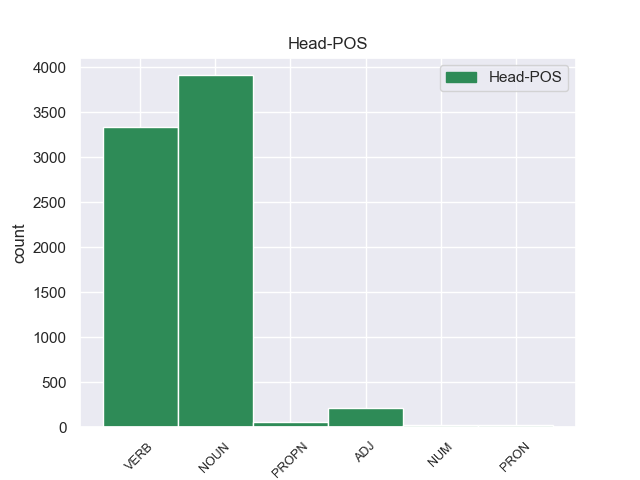 Head-POS
Head-POS
count
4000
3500
3000
2500
2000
1500
1000
500
0
VERB
NOUN
PROPN
ADJ
NUM
PRON